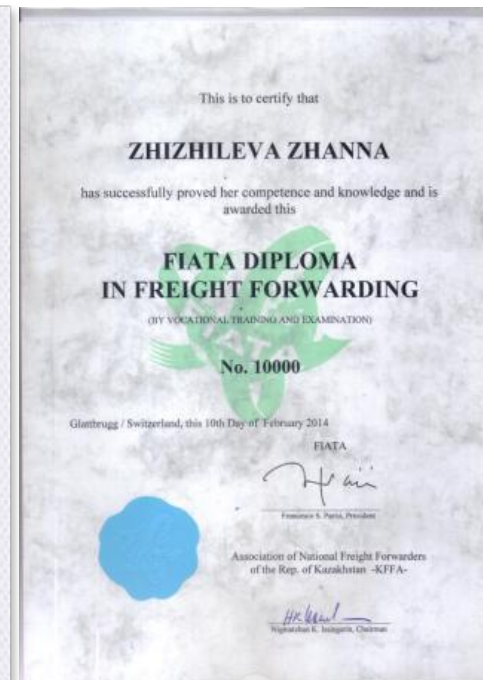 This is to certify that
ZHIZHILEVA ZHANNA
has successfully proved her competence and knowledge and is
awarded this
FIATA DIPLOMA
IN FREIGHT FORWARDING
(BY VOCATIONAL TRAINING AND EXAMINATION)
FIATA
No. 10000
Glattbrugg / Switzerland, this 10th Day of February 2014
FIATA
Francesco S. Parisi, President
Association of National Freight Forwarders
of the Rep. of Kazakhstan -KFFA-
K. Issingarin, Chairman